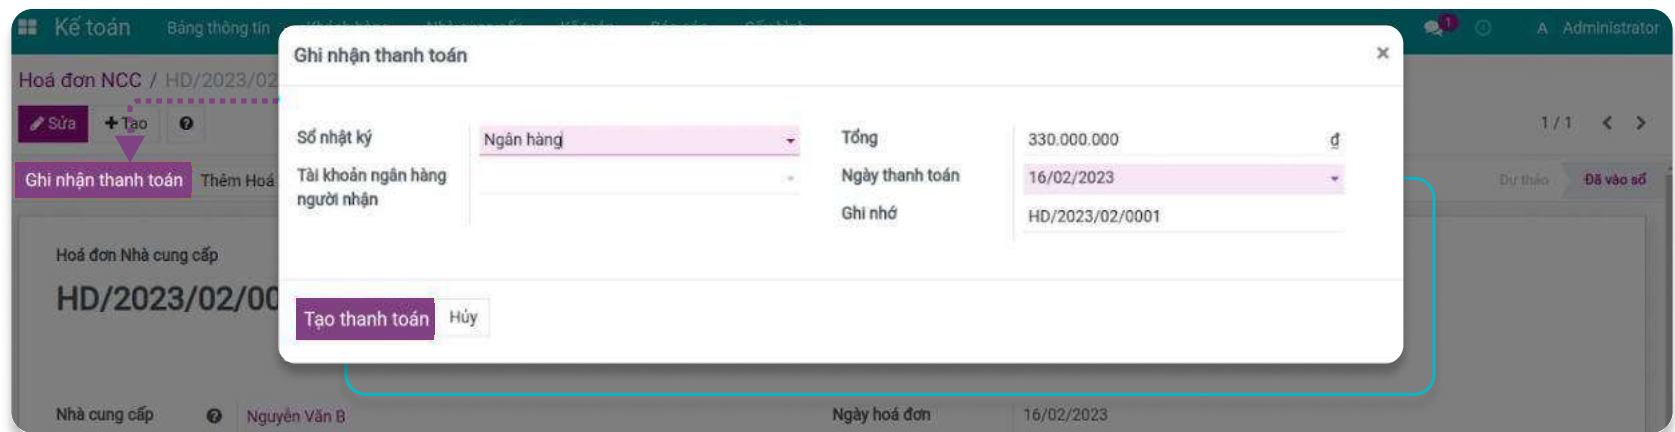 Kế toán Bảng thông tin
A Administrator
1
Hoá đơn NCC / HD/2023/02
Sửa + Tạo
1 / 1
Ghi nhận thanh toán Thêm Hoá
Dự thảo Đã vào sổ
Ghi nhận thanh toán ×
Sổ nhật ký Ngân hàng
Tài khoản ngân hàng
người nhận
Tổng 330.000.000 ₫
Ngày thanh toán 16/02/2023
Ghi nhớ HD/2023/02/0001
Tạo thanh toán Hủy
Hoá đơn Nhà cung cấp
HD/2023/02/00
Nhà cung cấp Nguyễn Văn B
Ngày hoá đơn 16/02/2023